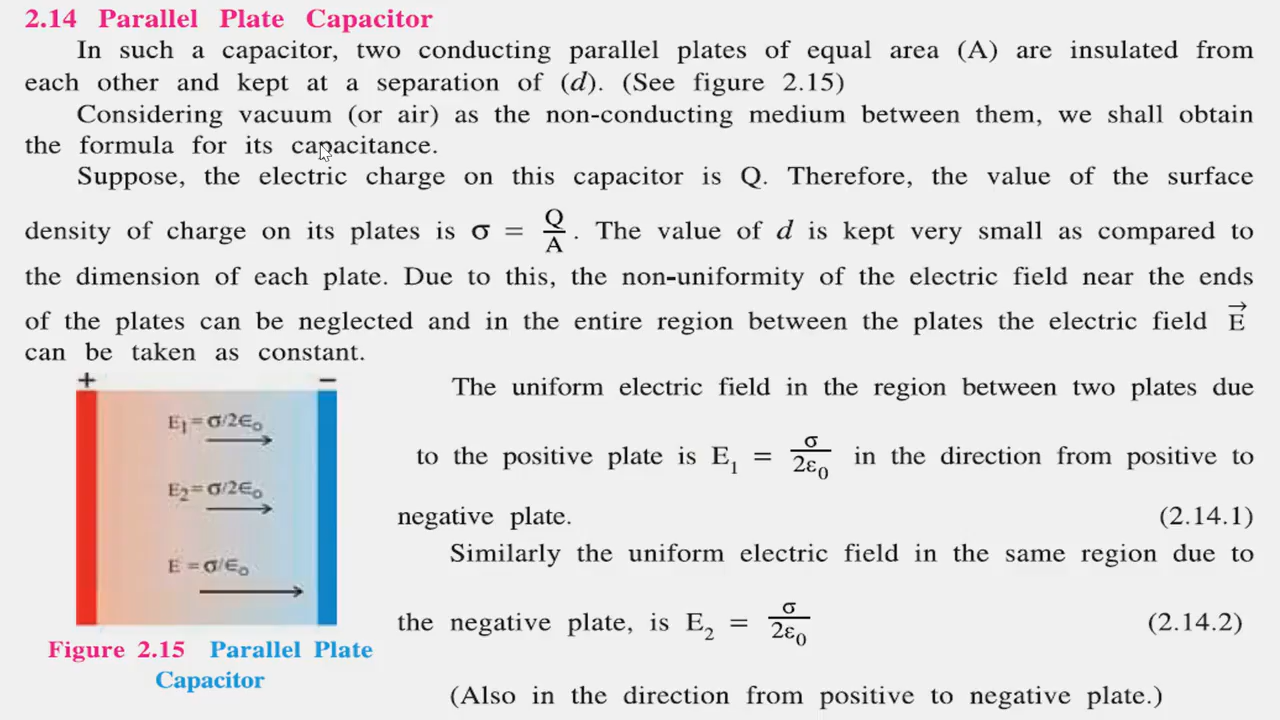 2.14 Parallel Plate Capacitor
In such a capacitor, two conducting parallel plates of equal area (A) are insulated from
each other and kept at a separation of (d). (See figure 2.15)
Considering vacuum (or air) as the non-conducting medium between them, we shall obtain
the formula for its capacitance.
Suppose, the electric charge on this capacitor is Q. Therefore, the value of the surface
density of charge on its plates is σ = Q/A. The value of d is kept very small as compared to
the dimension of each plate. Due to this, the non-uniformity of the electric field near the ends
of the plates can be neglected and in the entire region between the plates the electric field E⃗
can be taken as constant.
+ −
E₁ = σ/2ϵ₀
E₂ = σ/2ϵ₀
E = σ/ϵ₀
Figure 2.15 Parallel Plate
Capacitor
The uniform electric field in the region between two plates due
to the positive plate is E₁ = σ/2ε₀ in the direction from positive to
negative plate. (2.14.1)
Similarly the uniform electric field in the same region due to
the negative plate, is E₂ = σ/2ε₀ (2.14.2)
(Also in the direction from positive to negative plate.)